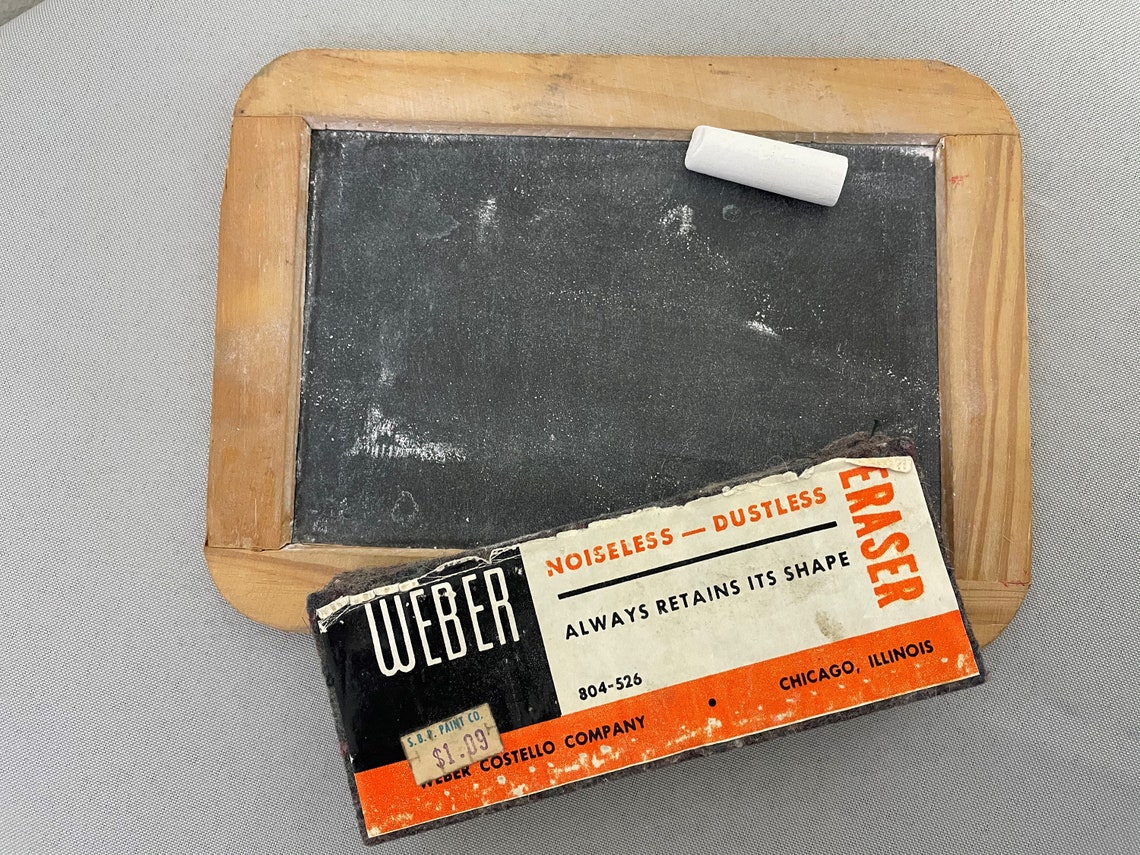 WEBER
NOISELESS — DUSTLESS
ALWAYS RETAINS ITS SHAPE
ERASER
804-526
WEBER COSTELLO COMPANY • CHICAGO, ILLINOIS
S.B.P. PAINT CO.
$1.09